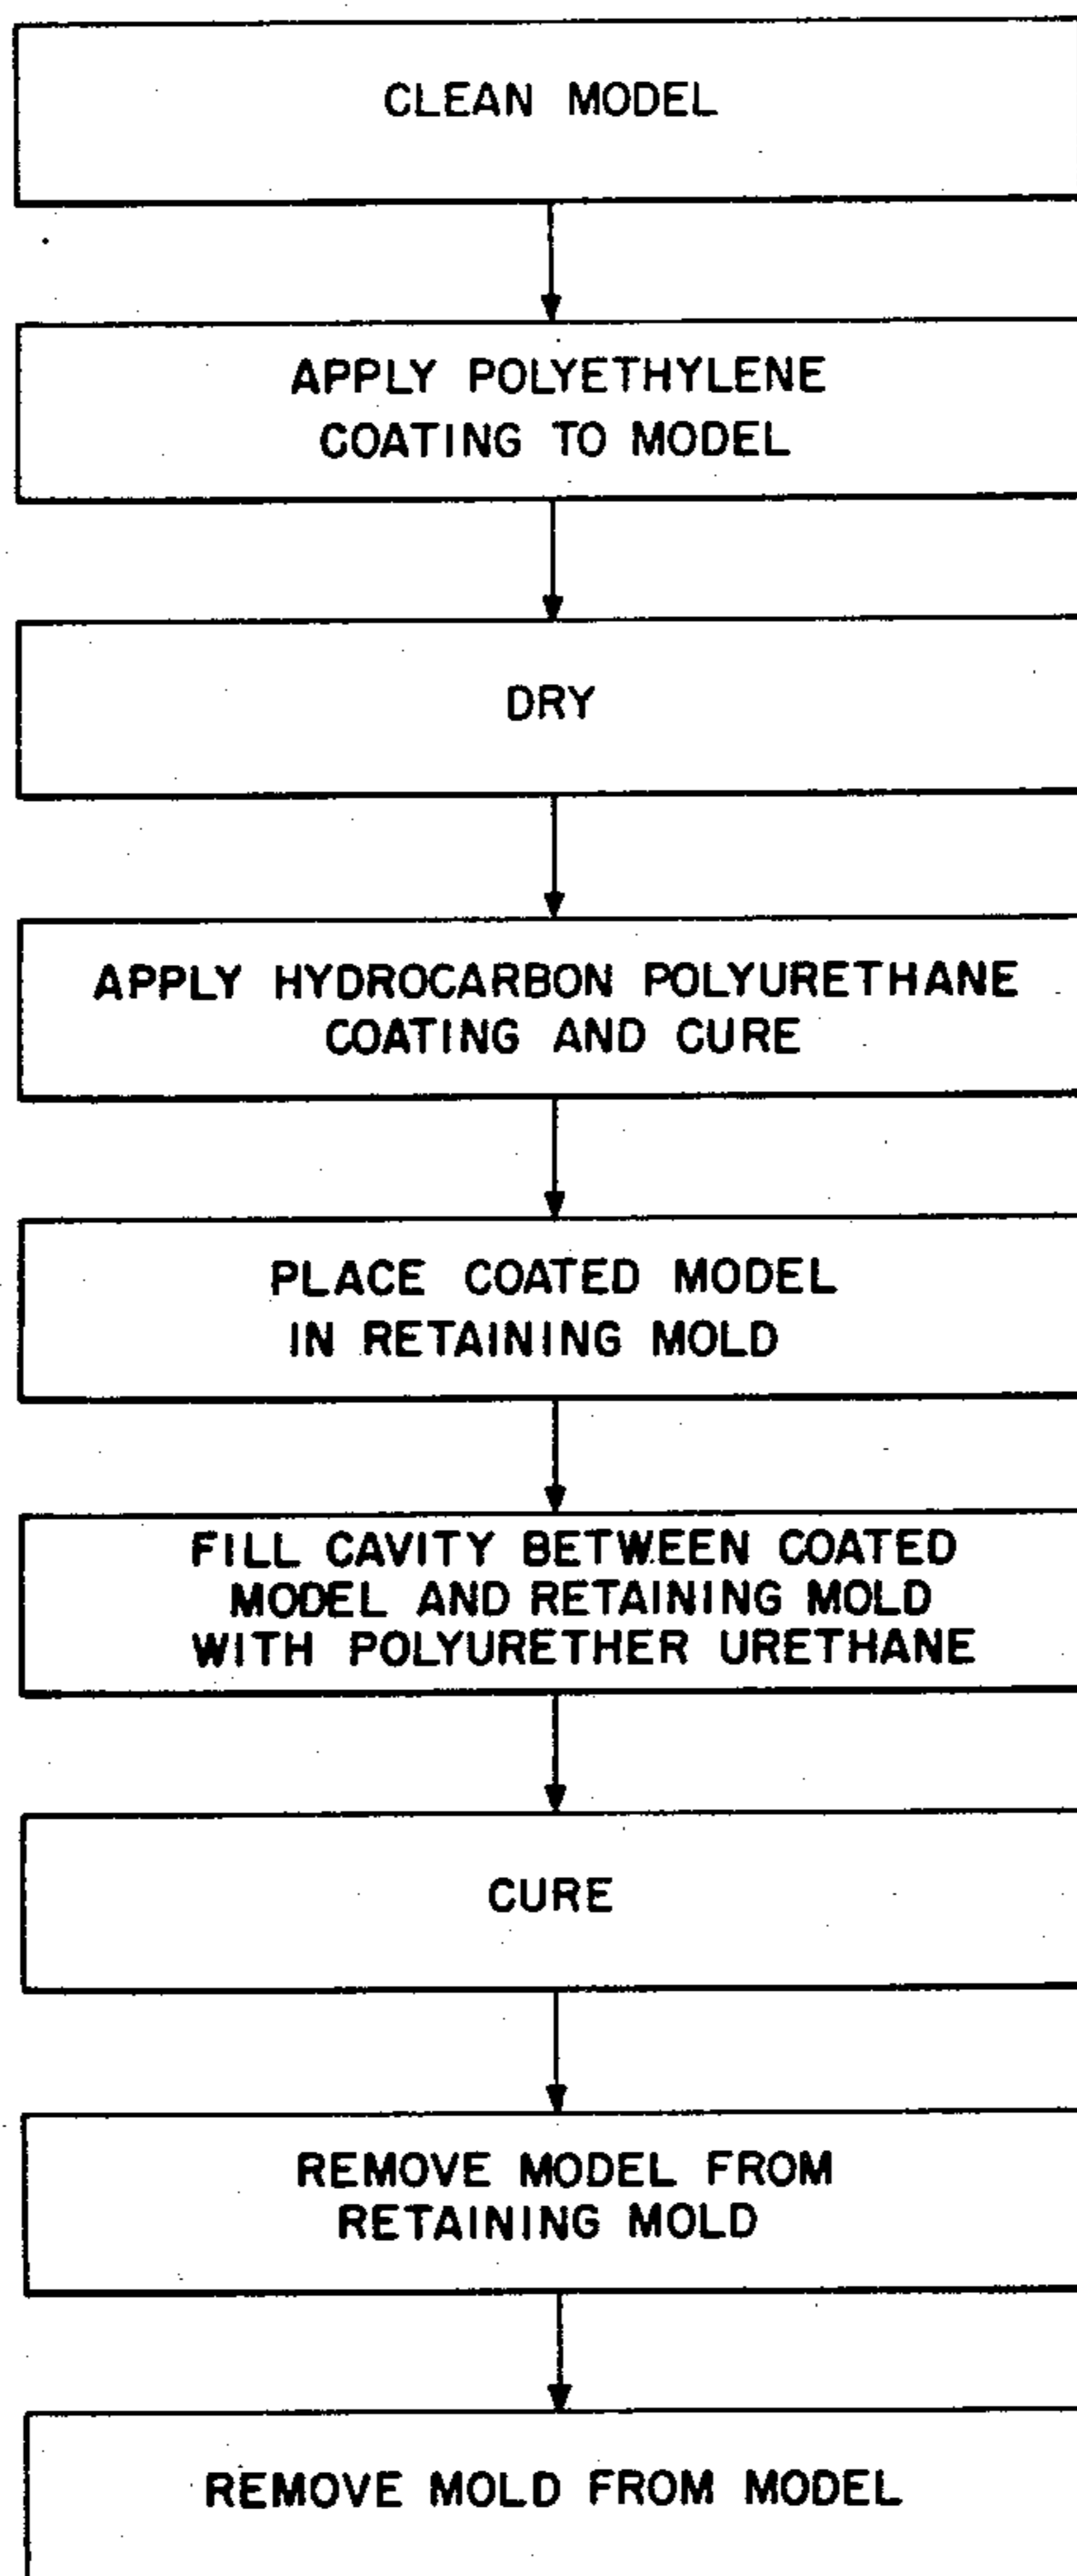 CLEAN MODEL
APPLY POLYETHYLENE
COATING TO MODEL
DRY
APPLY HYDROCARBON POLYURETHANE
COATING AND CURE
PLACE COATED MODEL
IN RETAINING MOLD
FILL CAVITY BETWEEN COATED
MODEL AND RETAINING MOLD
WITH POLYURETHER URETHANE
CURE
REMOVE MODEL FROM
RETAINING MOLD
REMOVE MOLD FROM MODEL